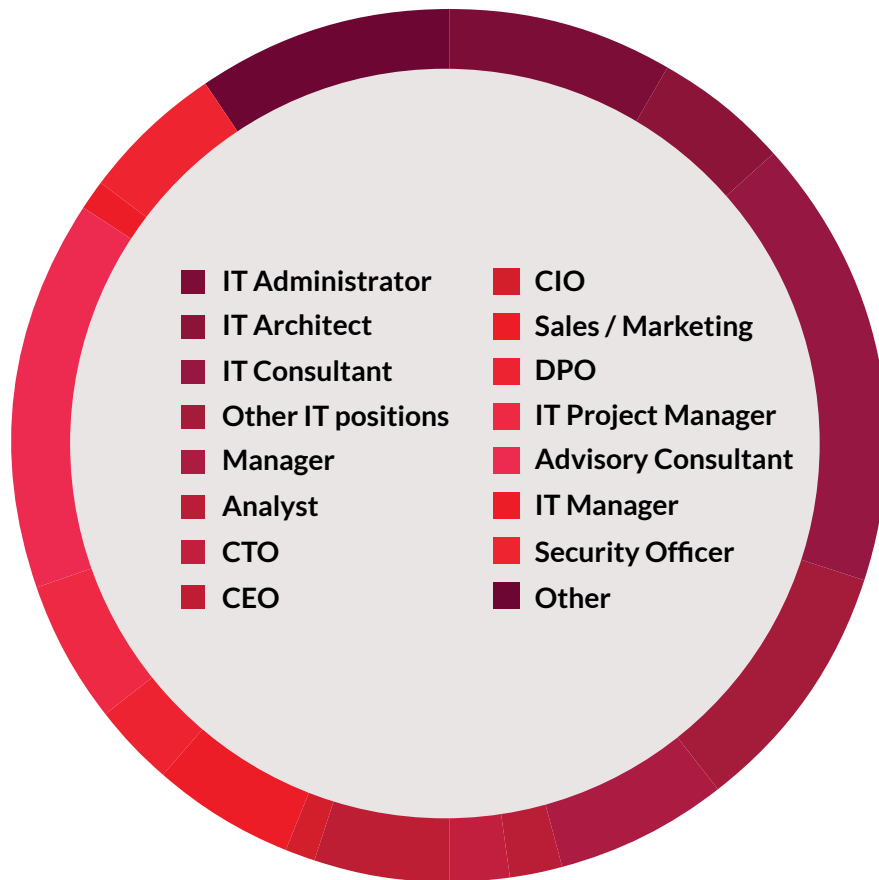 IT Administrator
IT Architect
IT Consultant
Other IT positions
Manager
Analyst
CTO
CEO
CIO
Sales / Marketing
DPO
IT Project Manager
Advisory Consultant
IT Manager
Security Officer
Other